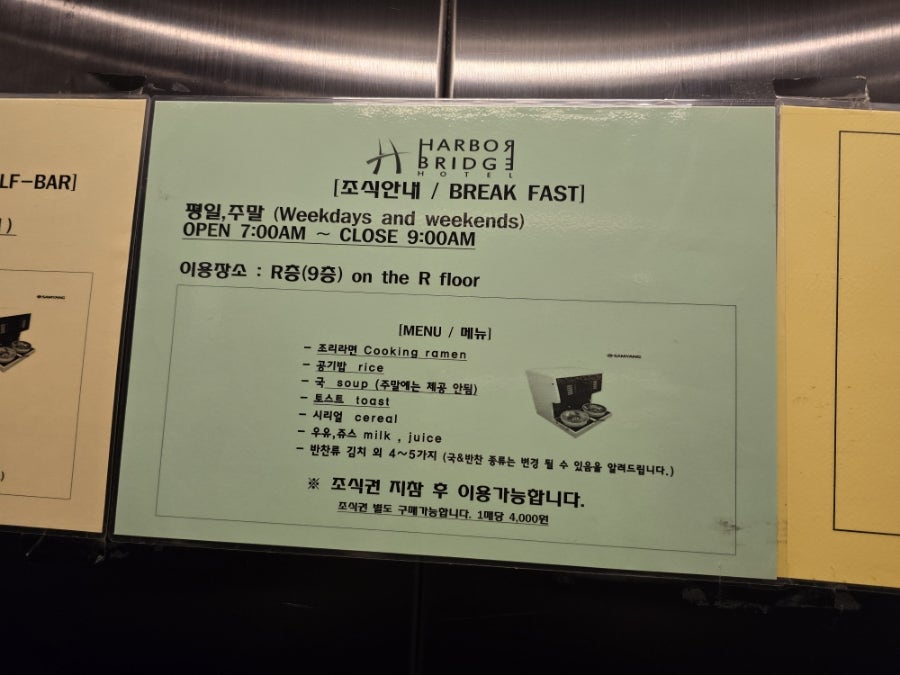 LF-BAR]
HARBOR
BRIDGE
HOTEL
[조식안내 / BREAK FAST]
평일,주말 (Weekdays and weekends)
OPEN 7:00AM ~ CLOSE 9:00AM
이용장소 : R층(9층) on the R floor
SAMYANG
[MENU / 메뉴]
SAMYANG
- 조리라면 Cooking ramen
- 공기밥 rice
- 국 soup (주말에는 제공 안됨)
- 토스트 toast
- 시리얼 cereal
- 우유,쥬스 milk , juice
- 반찬류 김치 외 4~5가지 (국&반찬 종류는 변경 될 수 있음을 알려드립니다.)
※ 조식권 지참 후 이용가능합니다.
조식권 별도 구매가능합니다. 1매당 4,000원